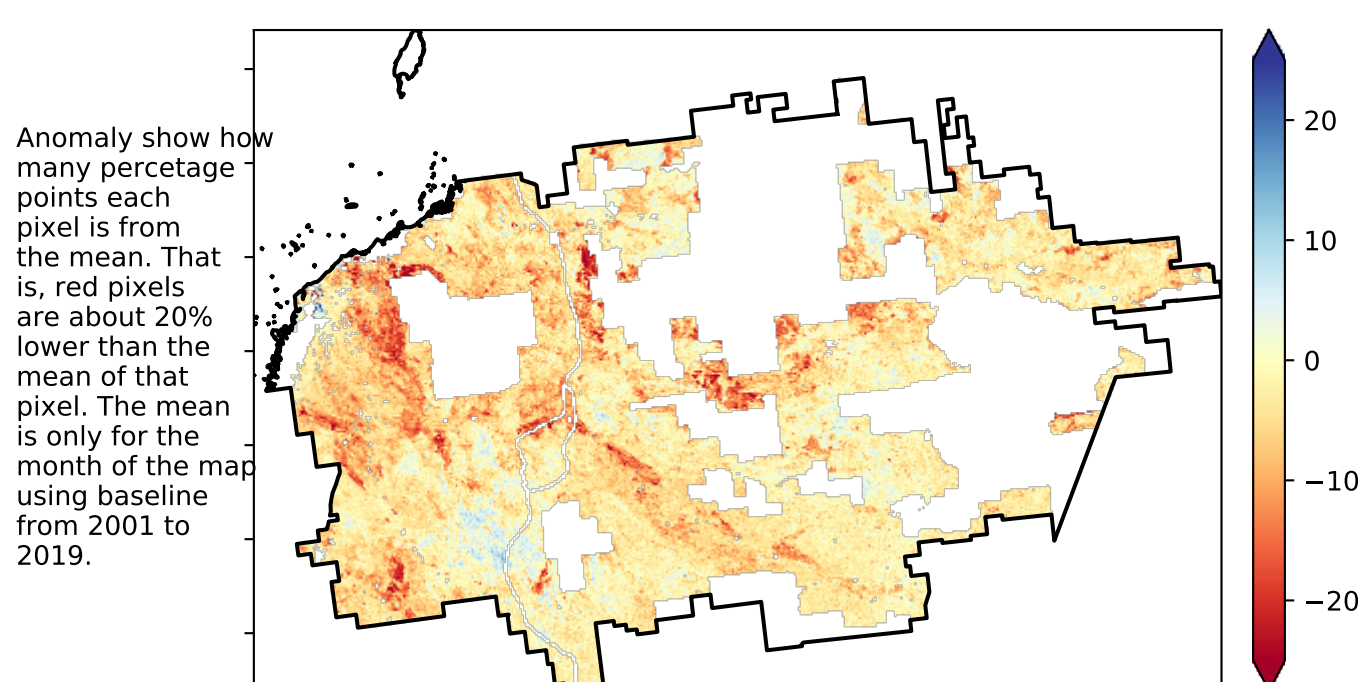 Anomaly show how
many percetage
points each
pixel is from
the mean. That
is, red pixels
are about 20%
lower than the
mean of that
pixel. The mean
is only for the
month of the map
using baseline
from 2001 to
2019.
20
10
0
−10
−20